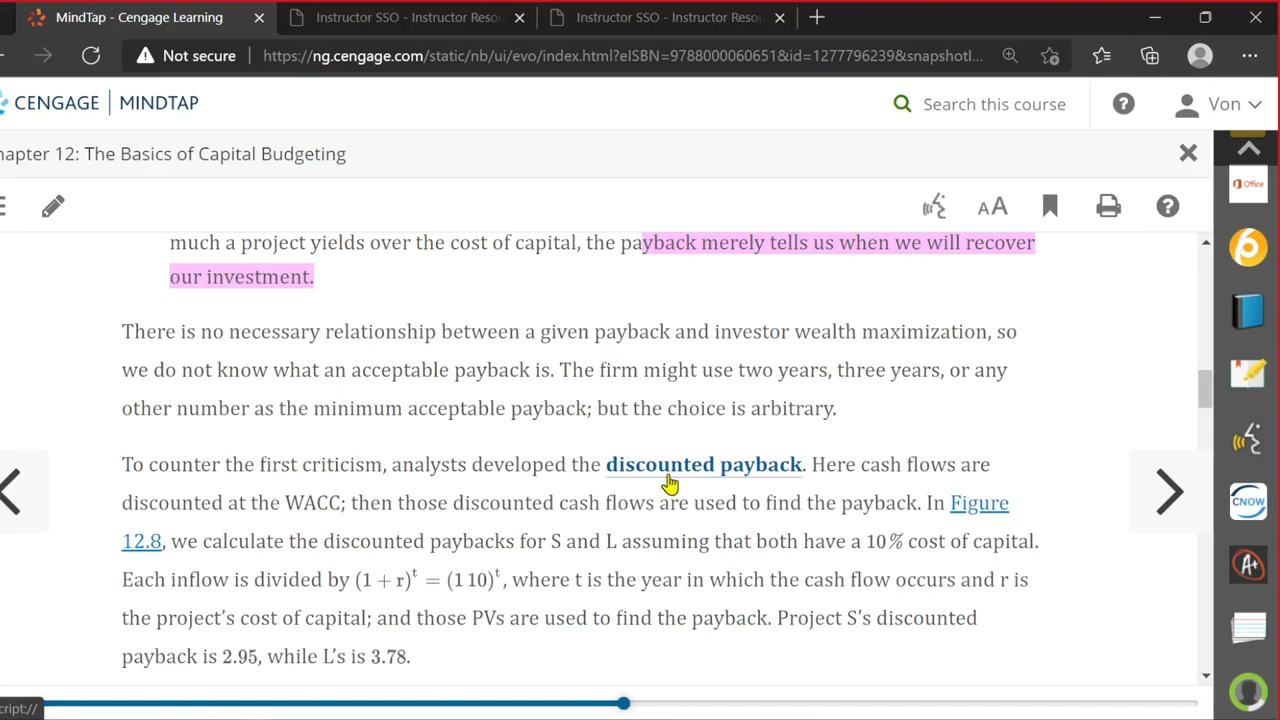 MindTap - Cengage Learning
Instructor SSO - Instructor Resou
Instructor SSO - Instructor Resou
Not secure
https://ng.cengage.com/static/nb/ui/evo/index.html?eISBN=9788000060651&id=1277796239&snapshotI...
CENGAGE | MINDTAP
Search this course
Von
hapter 12: The Basics of Capital Budgeting
AA
Office
much a project yields over the cost of capital, the payback merely tells us when we will recover
our investment.
There is no necessary relationship between a given payback and investor wealth maximization, so
we do not know what an acceptable payback is. The firm might use two years, three years, or any
other number as the minimum acceptable payback; but the choice is arbitrary.
To counter the first criticism, analysts developed the discounted payback. Here cash flows are
discounted at the WACC; then those discounted cash flows are used to find the payback. In Figure
12.8, we calculate the discounted paybacks for S and L assuming that both have a 10% cost of capital.
Each inflow is divided by (1 + r)^t = (1 10)^t, where t is the year in which the cash flow occurs and r is
the project's cost of capital; and those PVs are used to find the payback. Project S's discounted
payback is 2.95, while L's is 3.78.
CNOW
A+
cript://